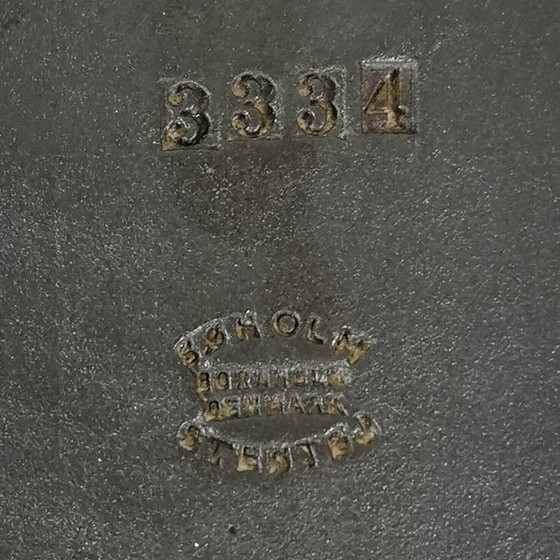 3334
SØHOLM
BORNHOLM
DENMARK
STENTØJ